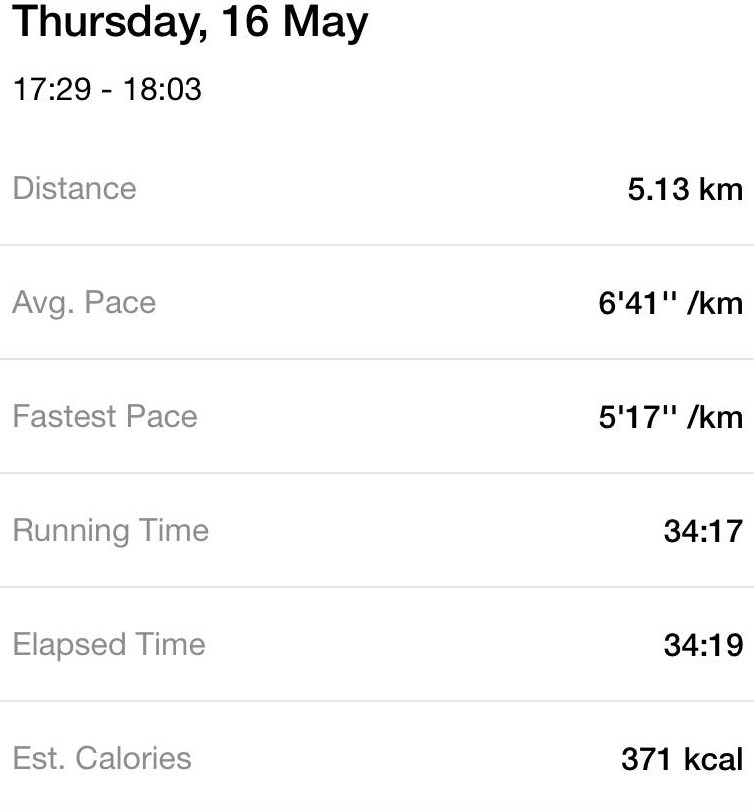 Thursday, 16 May
17:29 - 18:03
Distance 5.13 km
Avg. Pace 6'41'' /km
Fastest Pace 5'17'' /km
Running Time 34:17
Elapsed Time 34:19
Est. Calories 371 kcal